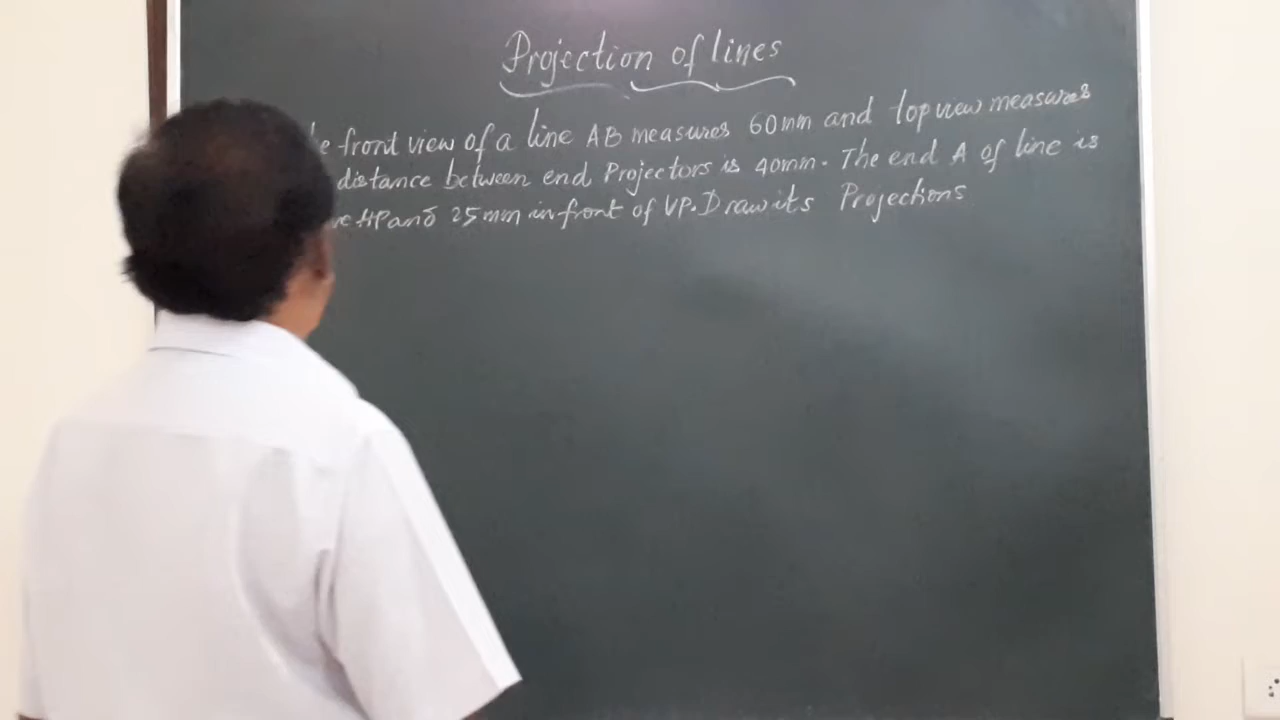 Projection of lines
front view of a line AB measures 60mm and top view measures
distance between end Projectors is 40mm. The end A of line is
HP and 25mm in front of VP. Draw its Projections